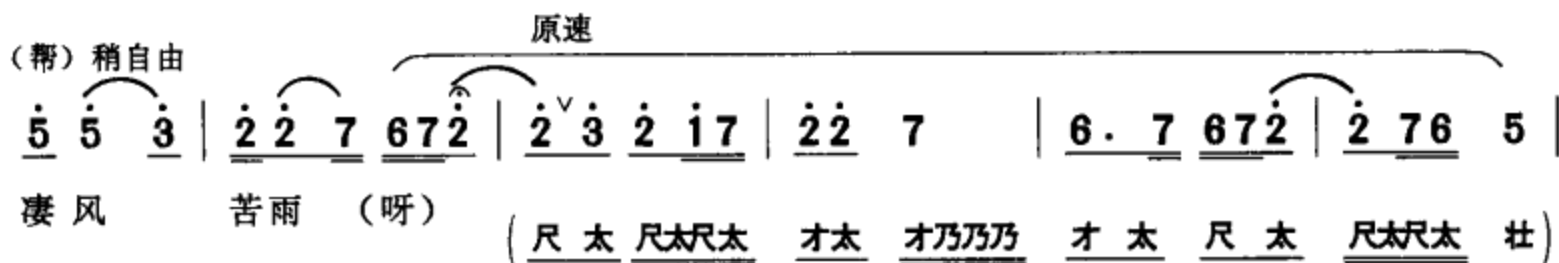 原速
（帮）稍自由
5 5 3 | 2 2 7 6 7 2 | 2 ∨ 3 2 1 7 | 2 2 7 | 6 . 7 6 7 2 | 2 7 6 5 |
凄 风 苦 雨 （呀）
（尺 太 尺太尺太 才太 才乃乃乃 才 太 尺 太 尺太尺太 壮）